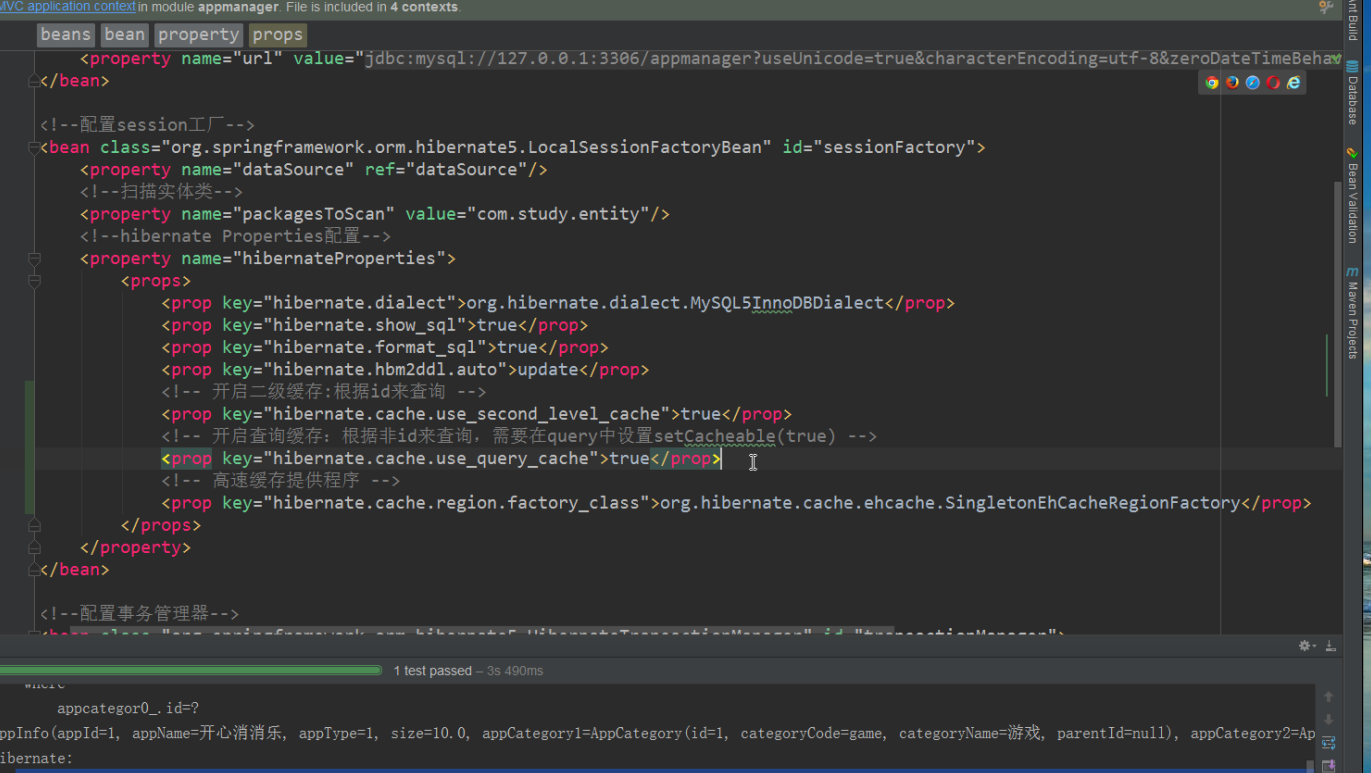 MVC application context in module appmanager. File is included in 4 contexts.
beans bean property props
<property name="url" value="jdbc:mysql://127.0.0.1:3306/appmanager?useUnicode=true&characterEncoding=utf-8&zeroDateTimeBehav
</bean>
<!--配置session工厂-->
<bean class="org.springframework.orm.hibernate5.LocalSessionFactoryBean" id="sessionFactory">
<property name="dataSource" ref="dataSource"/>
<!--扫描实体类-->
<property name="packagesToScan" value="com.study.entity"/>
<!--hibernate Properties配置-->
<property name="hibernateProperties">
<props>
<prop key="hibernate.dialect">org.hibernate.dialect.MySQL5InnoDBDialect</prop>
<prop key="hibernate.show_sql">true</prop>
<prop key="hibernate.format_sql">true</prop>
<prop key="hibernate.hbm2ddl.auto">update</prop>
<!-- 开启二级缓存:根据id来查询 -->
<prop key="hibernate.cache.use_second_level_cache">true</prop>
<!-- 开启查询缓存：根据非id来查询，需要在query中设置setCacheable(true) -->
<prop key="hibernate.cache.use_query_cache">true</prop>
<!-- 高速缓存提供程序 -->
<prop key="hibernate.cache.region.factory_class">org.hibernate.cache.ehcache.SingletonEhCacheRegionFactory</prop>
</props>
</property>
</bean>
<!--配置事务管理器-->
<bean class="org.springframework.orm.hibernate5.HibernateTransactionManager" id="transactionManager">
1 test passed – 3s 490ms
where
appcategor0_.id=?
ppInfo(appId=1, appName=开心消消乐, appType=1, size=10.0, appCategory1=AppCategory(id=1, categoryCode=game, categoryName=游戏, parentId=null), appCategory2=Ap
ibernate:
Ant Build
Database
Bean Validation
Maven Projects